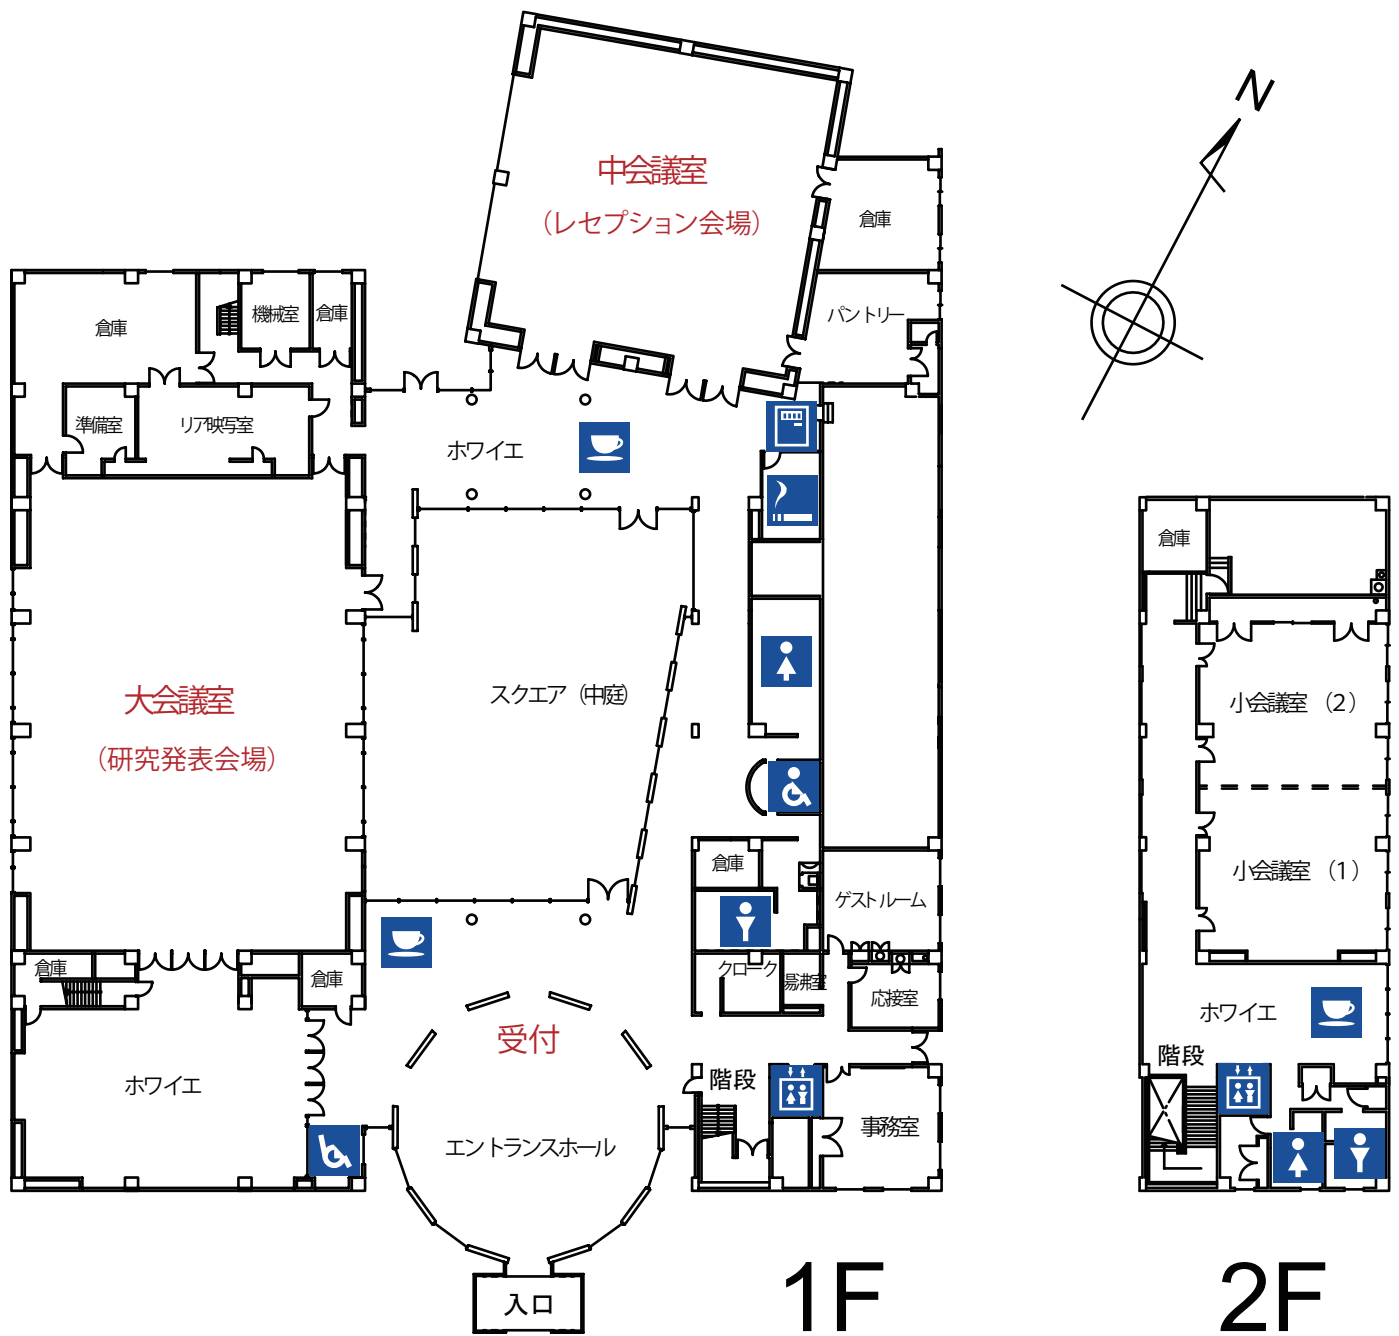 N
中会議室
（レセプション会場）
倉庫
パントリー
倉庫
機械室
倉庫
準備室
リア映写室
ホワイエ
倉庫
大会議室
（研究発表会場）
スクエア（中庭）
小会議室（2）
小会議室（1）
倉庫
ゲストルーム
倉庫
倉庫
クローク
湯沸室
応接室
ホワイエ
受付
階段
階段
ホワイエ
エントランスホール
事務室
入口
1F
2F